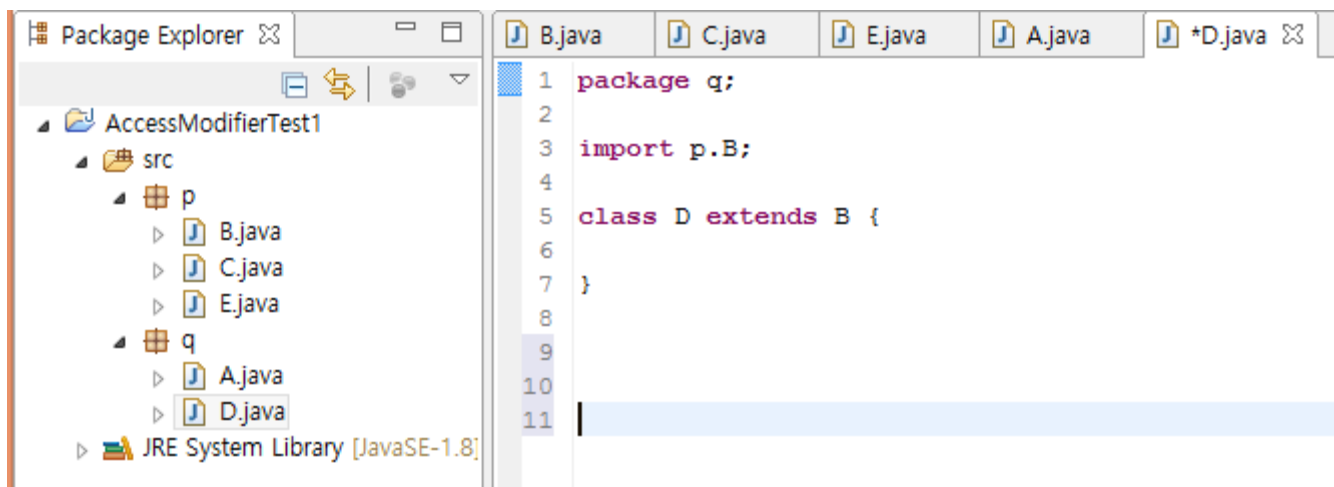 Package Explorer
AccessModifierTest1
src
p
B.java
C.java
E.java
q
A.java
D.java
JRE System Library [JavaSE-1.8]
B.java C.java E.java A.java *D.java
1 package q;
2
3 import p.B;
4
5 class D extends B {
6
7 }
8
9
10
11